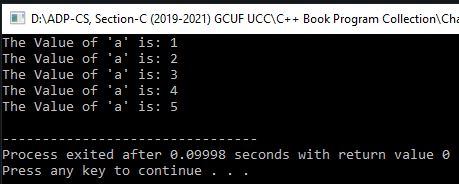 D:\ADP-CS, Section-C (2019-2021) GCUF UCC\C++ Book Program Collection\Cha
The Value of 'a' is: 1
The Value of 'a' is: 2
The Value of 'a' is: 3
The Value of 'a' is: 4
The Value of 'a' is: 5
--------------------------------
Process exited after 0.09998 seconds with return value 0
Press any key to continue . . .